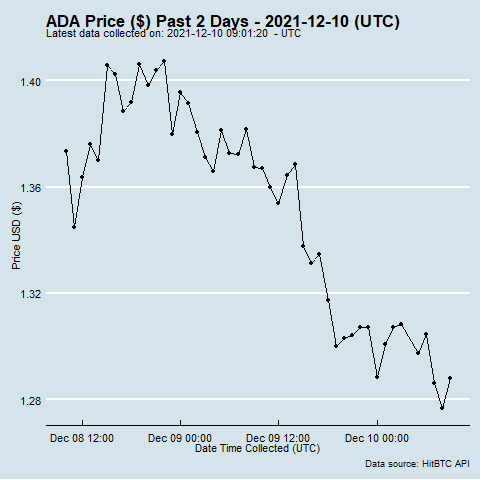 ADA Price ($) Past 2 Days - 2021-12-10 (UTC)
Latest data collected on: 2021-12-10 09:01:20 - UTC
Price USD ($)
1.40
1.36
1.32
1.28
Dec 08 12:00
Dec 09 00:00
Dec 09 12:00
Dec 10 00:00
Date Time Collected (UTC)
Data source: HitBTC API